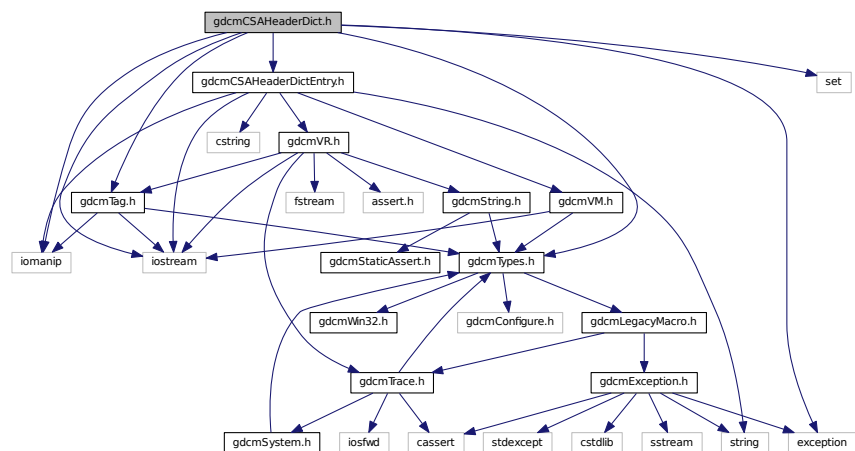 gdcmCSAHeaderDict.h
gdcmCSAHeaderDictEntry.h
set
cstring
gdcmVR.h
gdcmTag.h
fstream
assert.h
gdcmString.h
gdcmVM.h
iomanip
iostream
gdcmStaticAssert.h
gdcmTypes.h
gdcmWin32.h
gdcmConfigure.h
gdcmLegacyMacro.h
gdcmTrace.h
gdcmException.h
gdcmSystem.h
iosfwd
cassert
stdexcept
cstdlib
sstream
string
exception